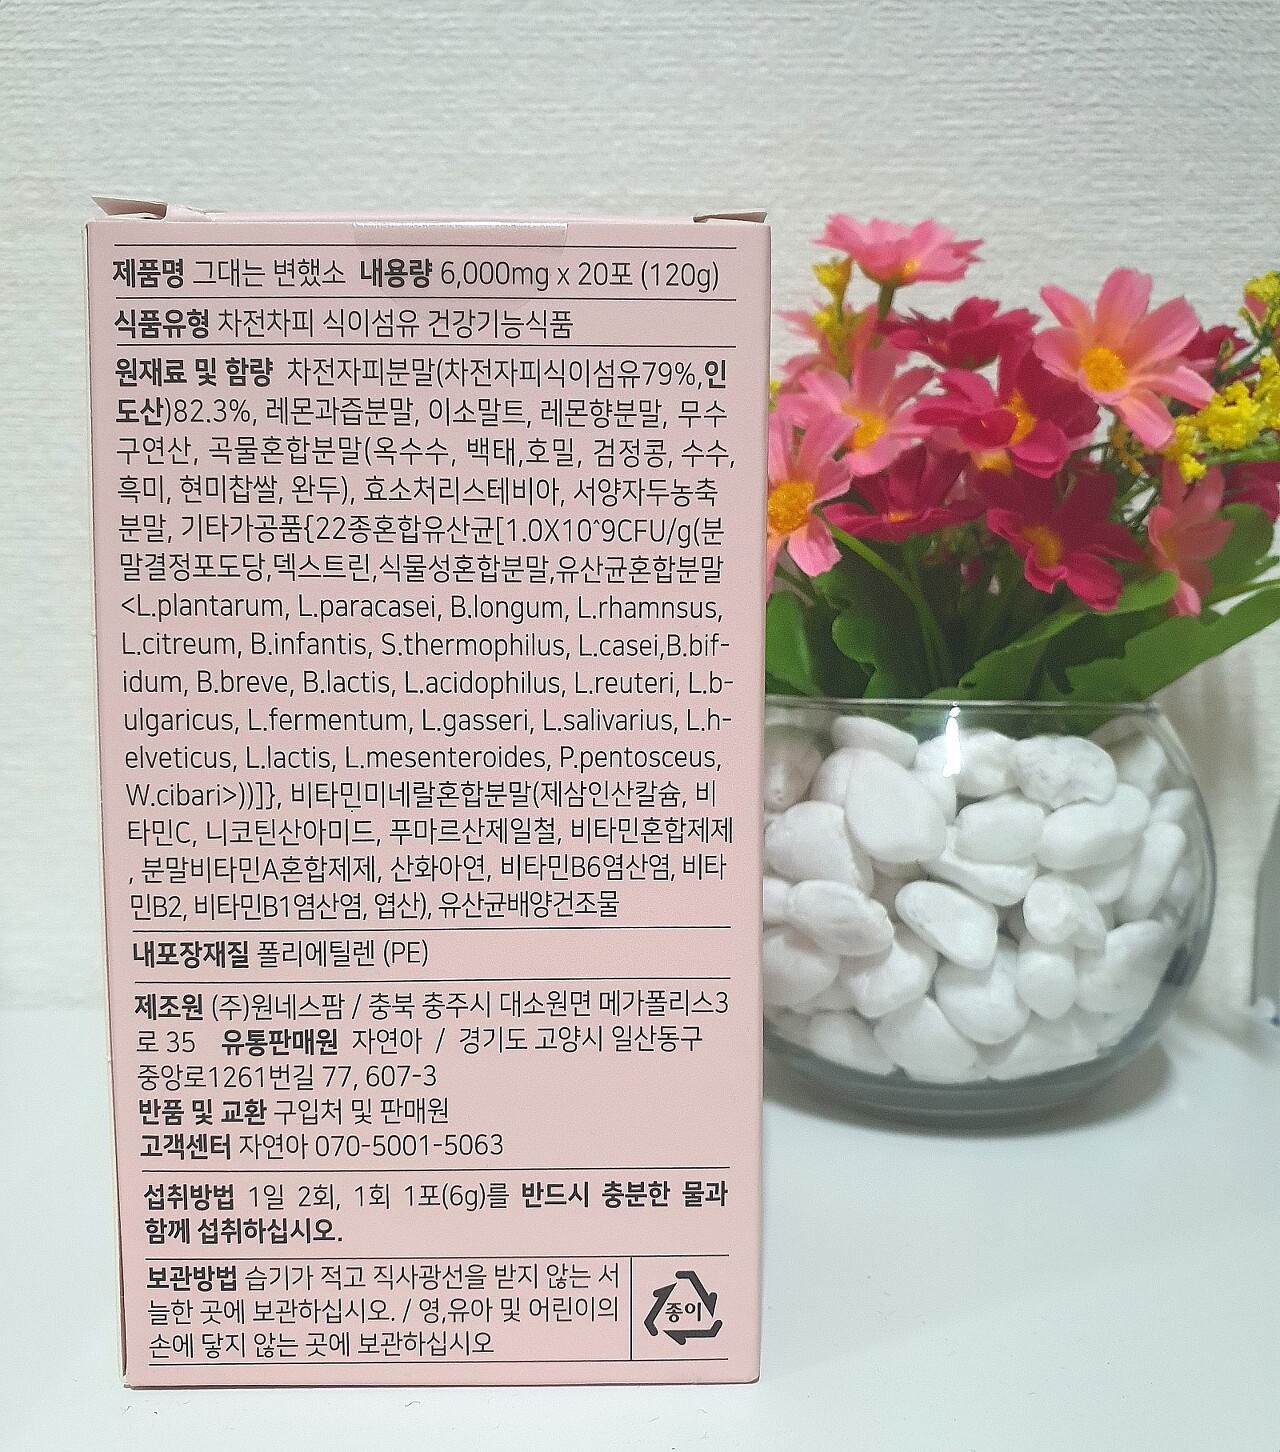 제품명 그대는 변했소 내용량 6,000mg x 20포 (120g)
식품유형 차전차피 식이섬유 건강기능식품
원재료 및 함량 차전자피분말(차전자피식이섬유79%,인
도산)82.3%, 레몬과즙분말, 이소말트, 레몬향분말, 무수
구연산, 곡물혼합분말(옥수수, 백태,호밀, 검정콩, 수수,
흑미, 현미찹쌀, 완두), 효소처리스테비아, 서양자두농축
분말, 기타가공품{22종혼합유산균[1.0X10^9CFU/g(분
말결정포도당,덱스트린,식물성혼합분말,유산균혼합분말
<L.plantarum, L.paracasei, B.longum, L.rhamnsus,
L.citreum, B.infantis, S.thermophilus, L.casei,B.bif-
idum, B.breve, B.lactis, L.acidophilus, L.reuteri, L.b-
ulgaricus, L.fermentum, L.gasseri, L.salivarius, L.h-
elveticus, L.lactis, L.mesenteroides, P.pentosceus,
W.cibari>))]}, 비타민미네랄혼합분말(제삼인산칼슘, 비
타민C, 니코틴산아미드, 푸마르산제일철, 비타민혼합제제
, 분말비타민A혼합제제, 산화아연, 비타민B6염산염, 비타
민B2, 비타민B1염산염, 엽산), 유산균배양건조물
내포장재질 폴리에틸렌 (PE)
제조원 (주)원네스팜 / 충북 충주시 대소원면 메가폴리스3
로 35 유통판매원 자연아 / 경기도 고양시 일산동구
중앙로1261번길 77, 607-3
반품 및 교환 구입처 및 판매원
고객센터 자연아 070-5001-5063
섭취방법 1일 2회, 1회 1포(6g)를 반드시 충분한 물과
함께 섭취하십시오.
보관방법 습기가 적고 직사광선을 받지 않는 서
늘한 곳에 보관하십시오. / 영,유아 및 어린이의
손에 닿지 않는 곳에 보관하십시오
종이